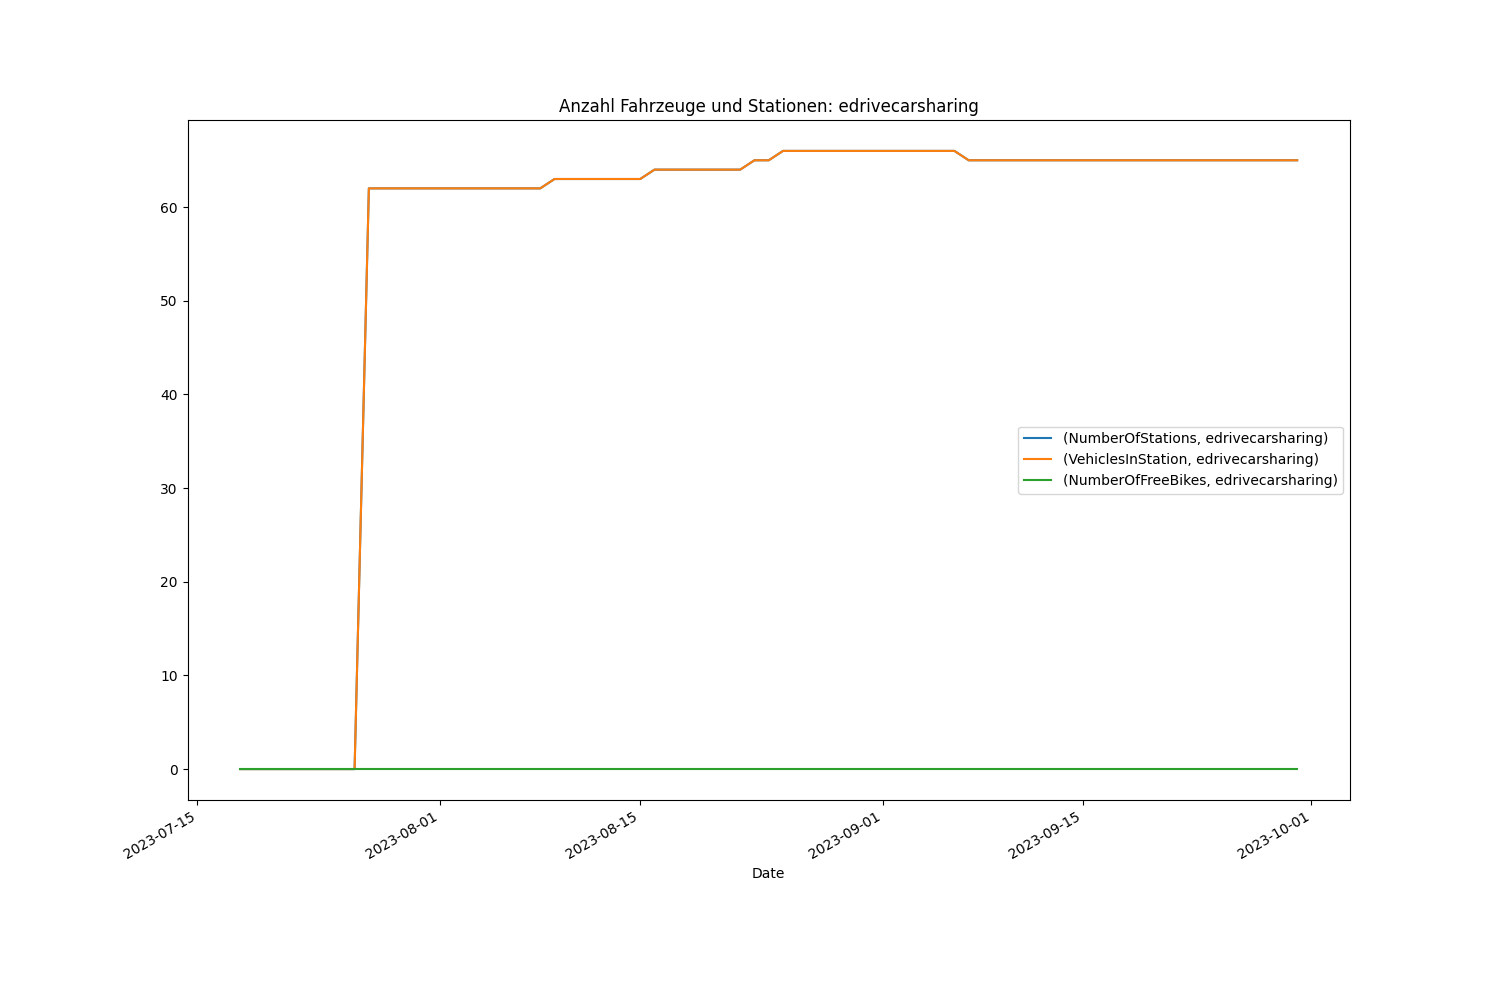 Anzahl Fahrzeuge und Stationen: edrivecarsharing
60
50
40
30
20
10
0
(NumberOfStations, edrivecarsharing)
(VehiclesInStation, edrivecarsharing)
(NumberOfFreeBikes, edrivecarsharing)
2023-07-15
2023-08-01
2023-08-15
2023-09-01
2023-09-15
2023-10-01
Date